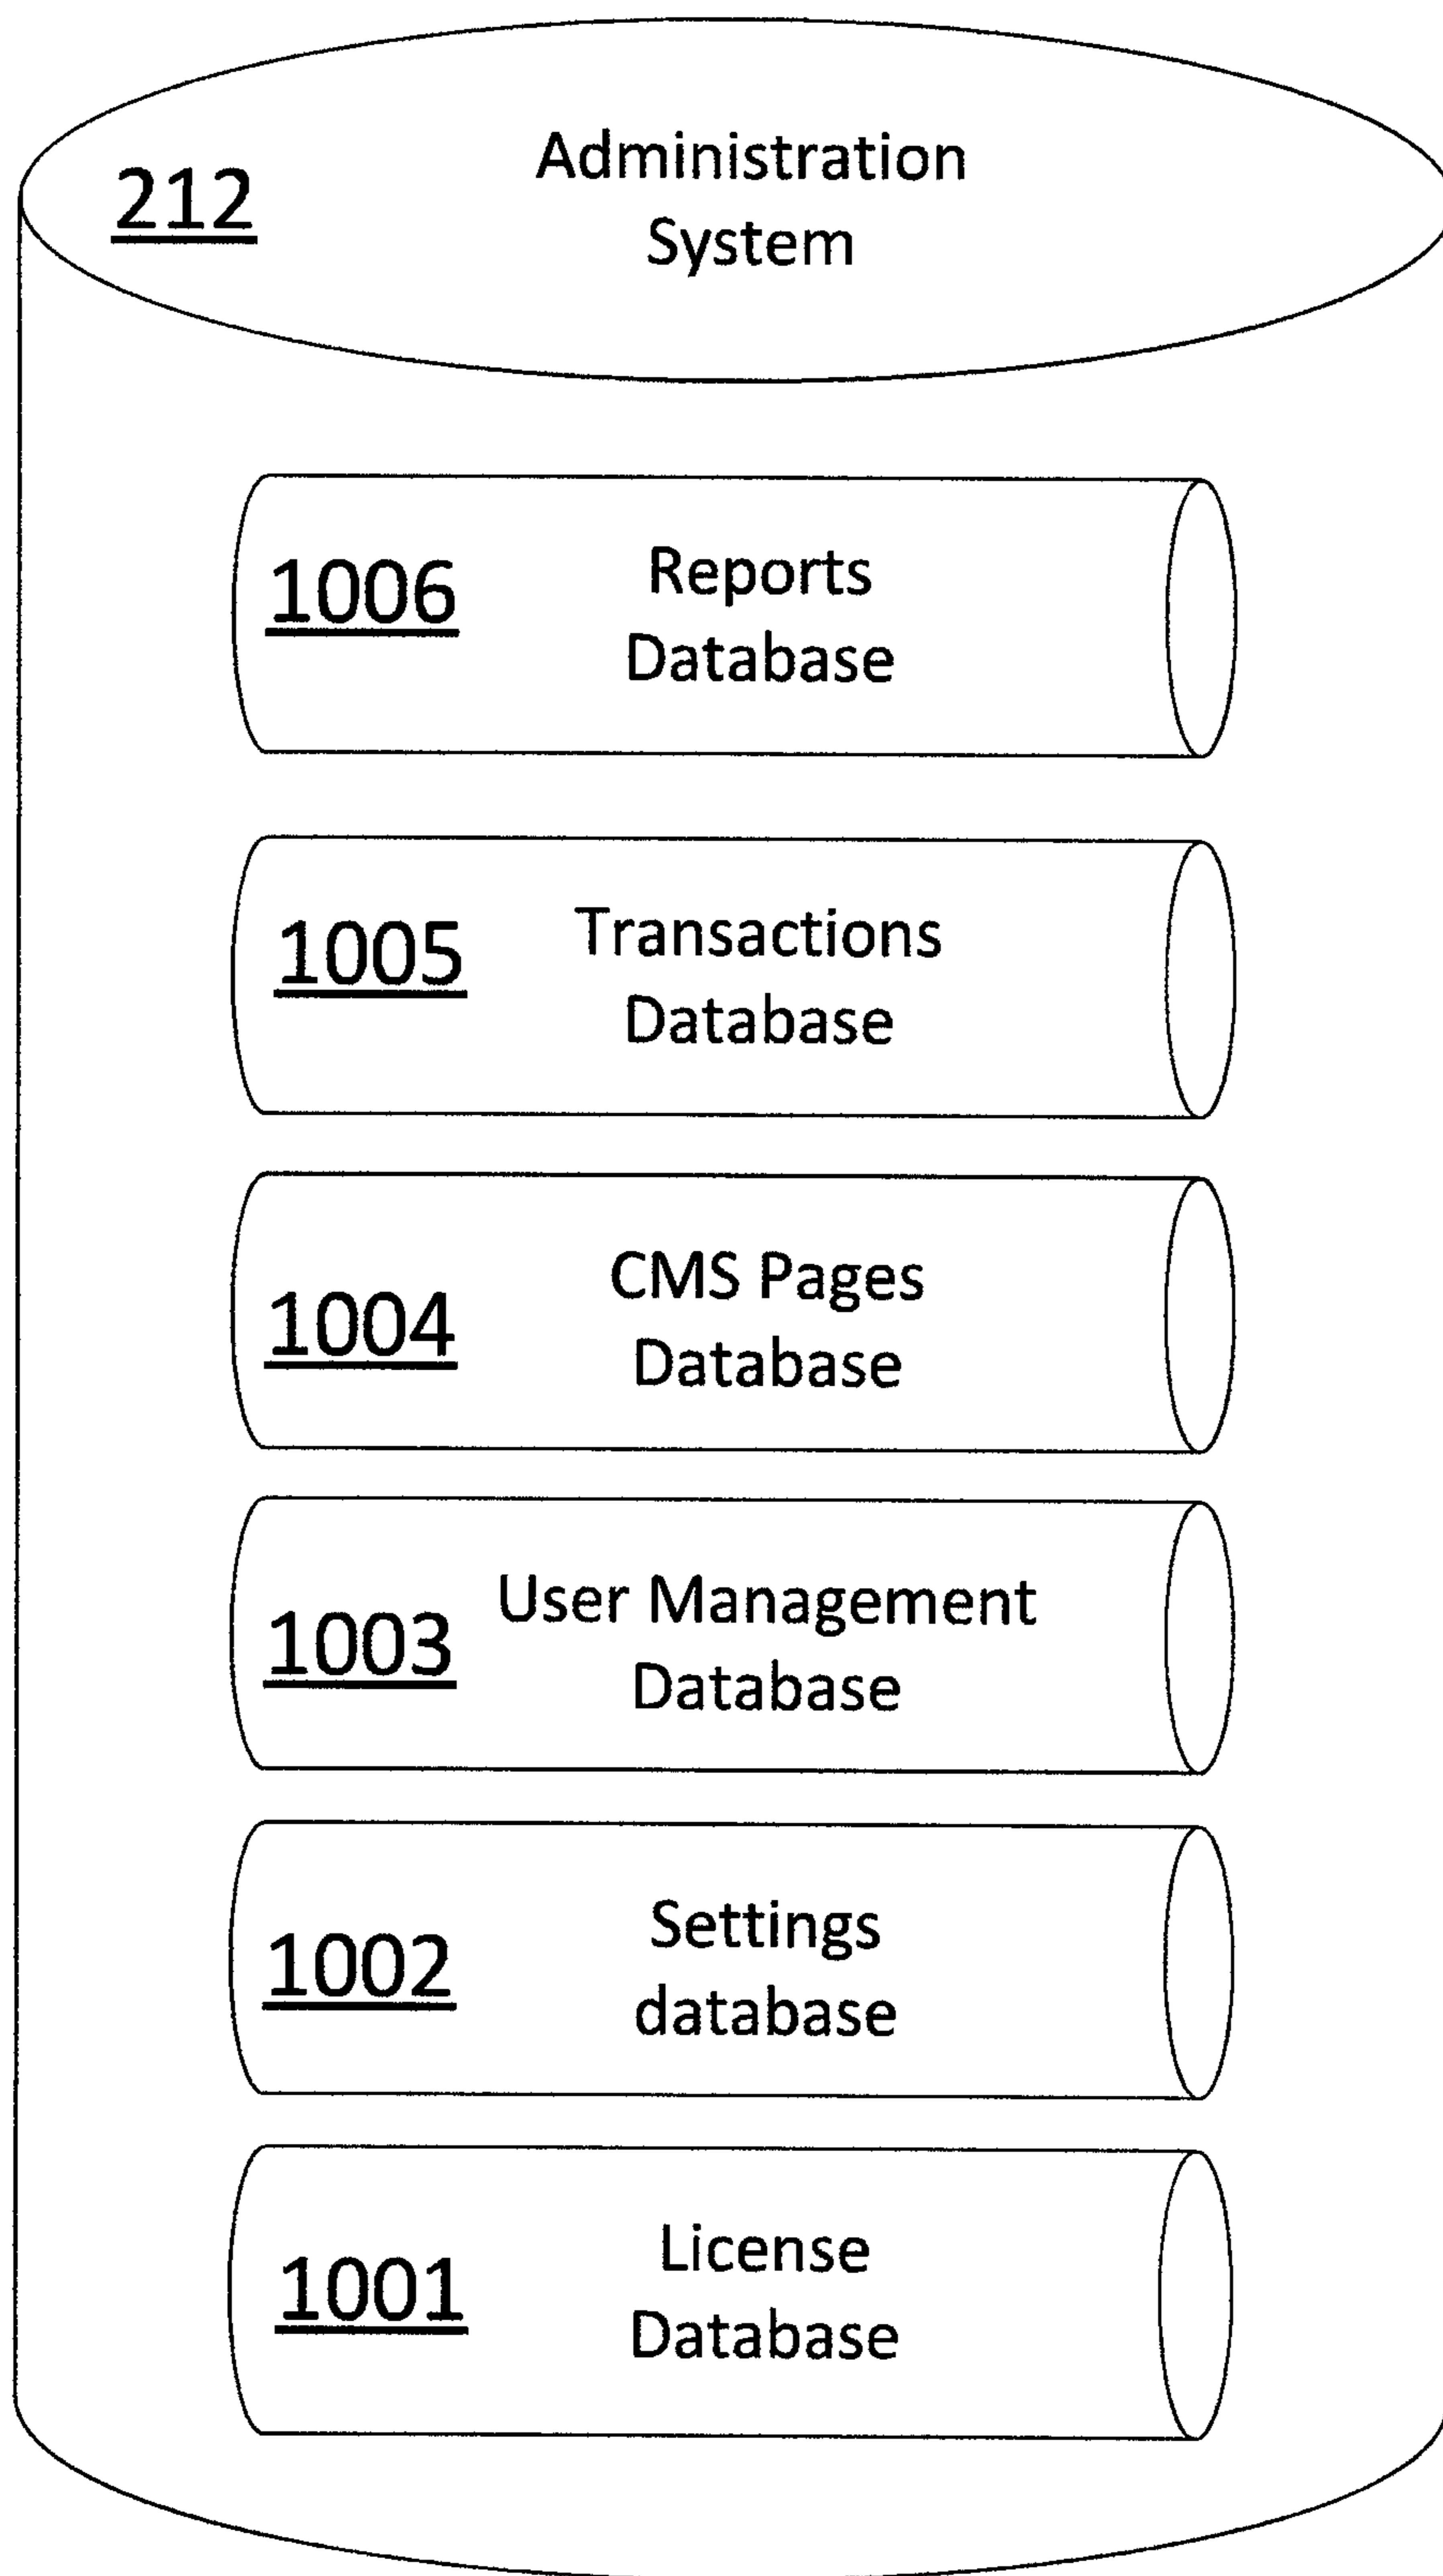 212
Administration
System
1006
Reports
Database
1005
Transactions
Database
1004
CMS Pages
Database
1003
User Management
Database
1002
Settings
database
1001
License
Database